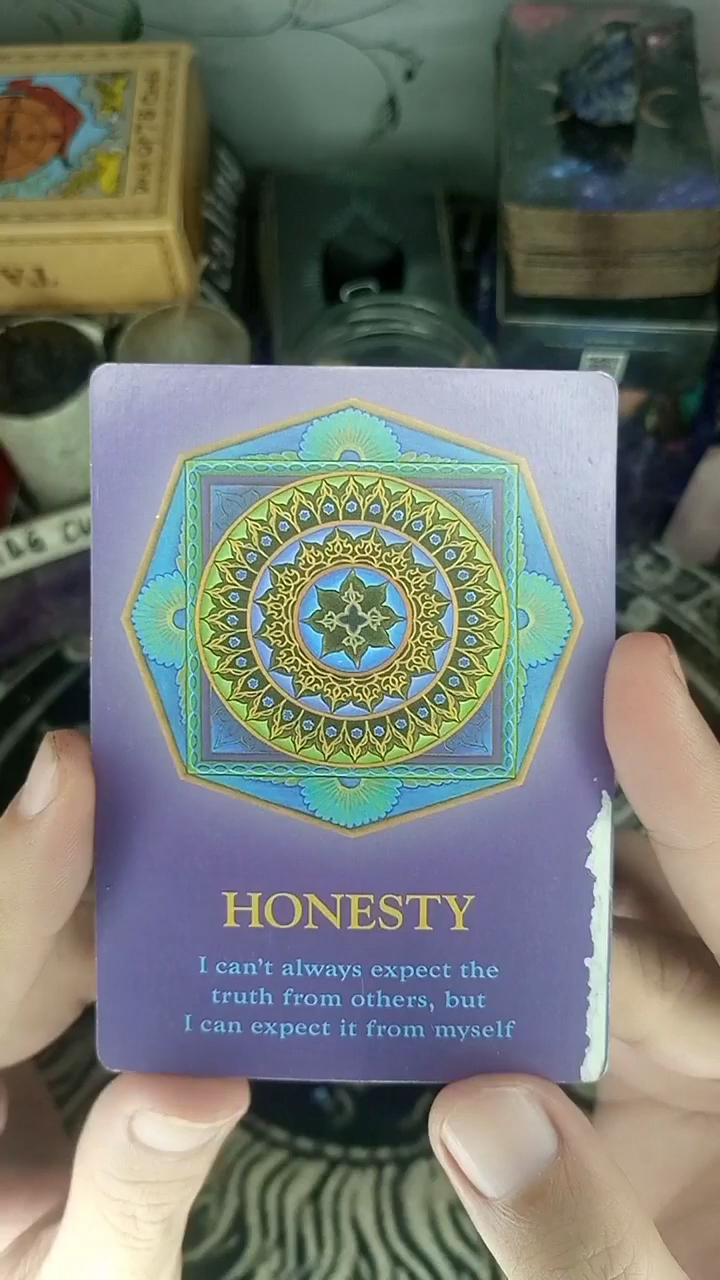 HONESTY
I can't always expect the
truth from others, but
I can expect it from myself